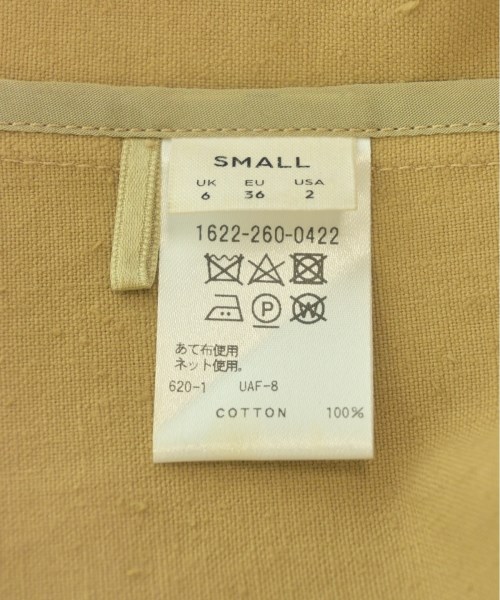 SMALL
UK EU USA
6 36 2
1622-260-0422
P W
あて布使用
ネット使用。
620-1 UAF-8
COTTON 100%